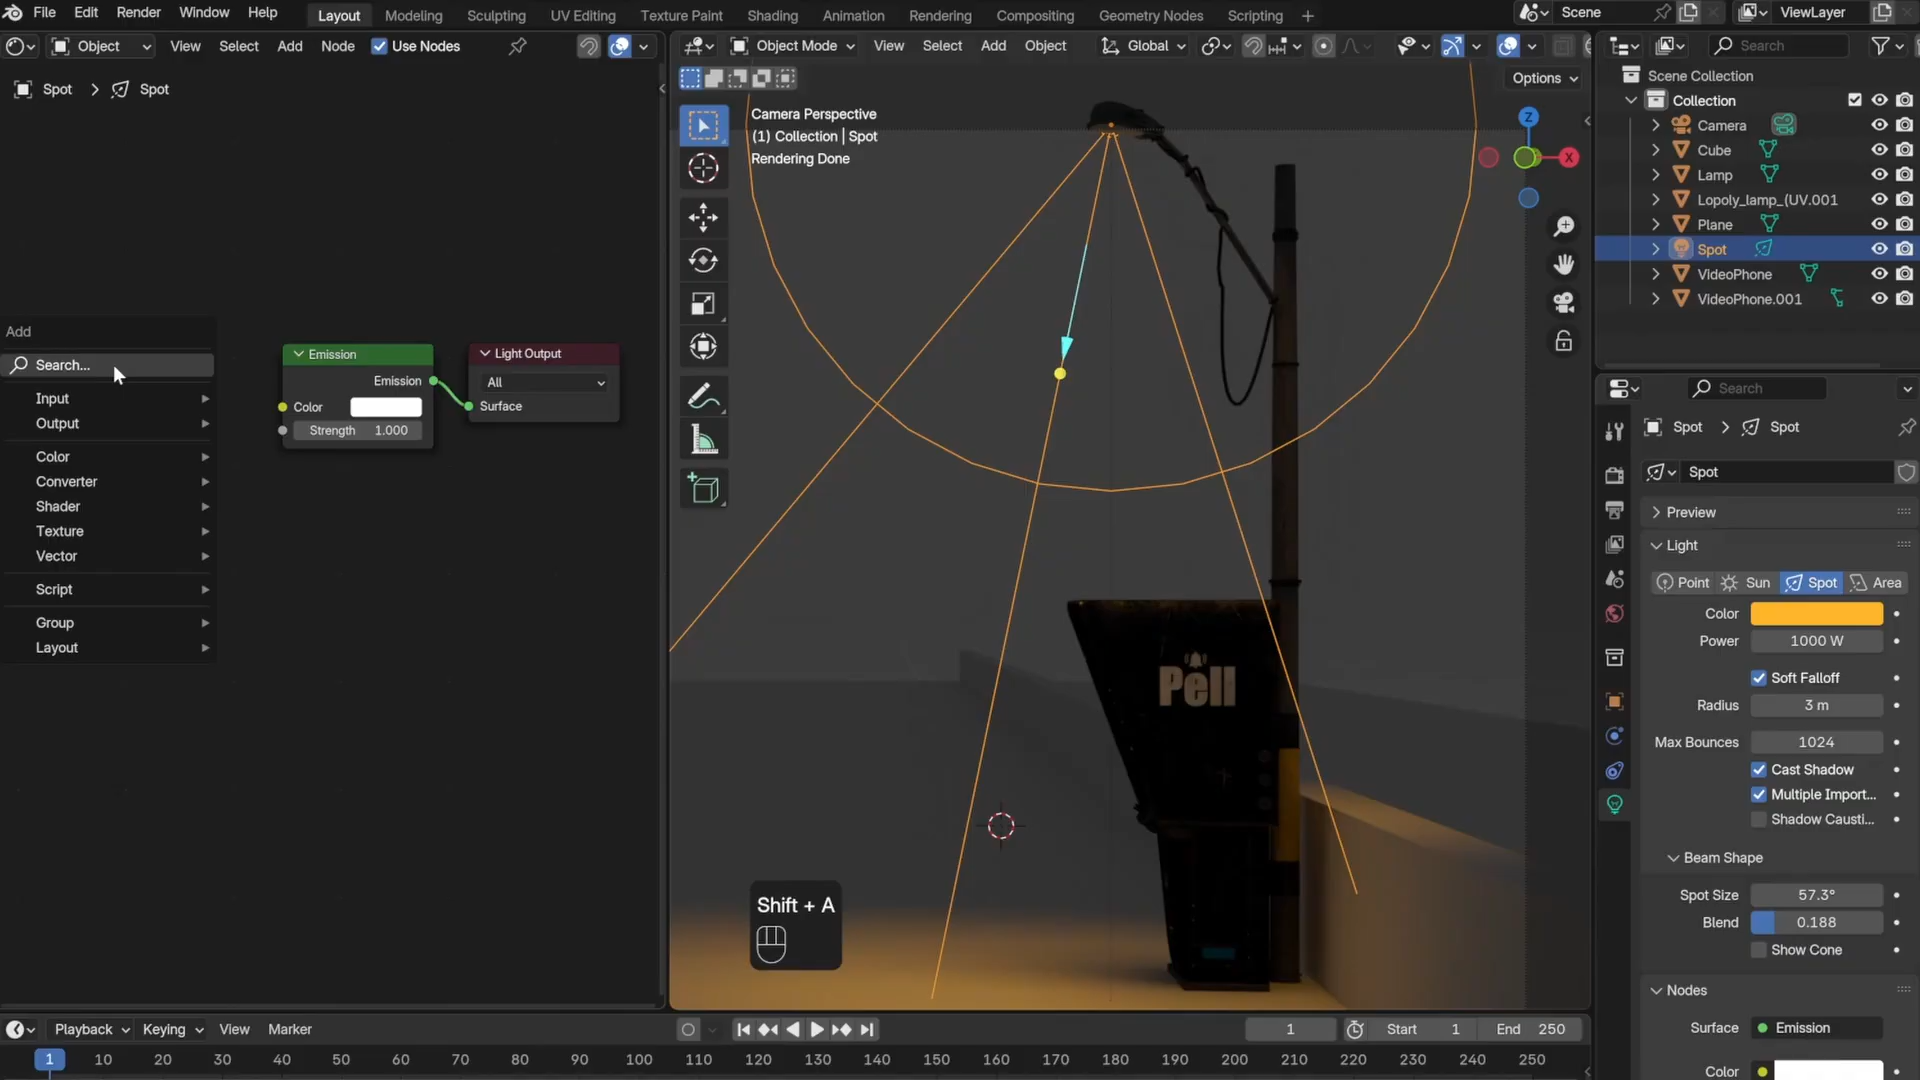 File Edit Render Window Help Layout Modeling Sculpting UV Editing Texture Paint Shading Animation Rendering Compositing Geometry Nodes Scripting + Scene ViewLayer
Object View Select Add Node Use Nodes
Object Mode View Select Add Object Global
Search
Options
Spot > Spot
Camera Perspective
(1) Collection | Spot
Rendering Done
Z
X
Scene Collection
Collection
Camera
Cube
Lamp
Lopoly_lamp_(UV.001
Plane
Spot
VideoPhone
VideoPhone.001
Add
Search...
Input
Output
Color
Converter
Shader
Texture
Vector
Script
Group
Layout
Emission
Emission
Color
Strength 1.000
Light Output
All
Surface
Pell
Shift + A
Search
Spot > Spot
Spot
Preview
Light
Point Sun Spot Area
Color
Power 1000 W
Soft Falloff
Radius 3 m
Max Bounces 1024
Cast Shadow
Multiple Import...
Shadow Causti...
Beam Shape
Spot Size 57.3°
Blend 0.188
Show Cone
Nodes
Surface Emission
Color
Playback Keying View Marker
1 Start 1 End 250
1 10 20 30 40 50 60 70 80 90 100 110 120 130 140 150 160 170 180 190 200 210 220 230 240 250